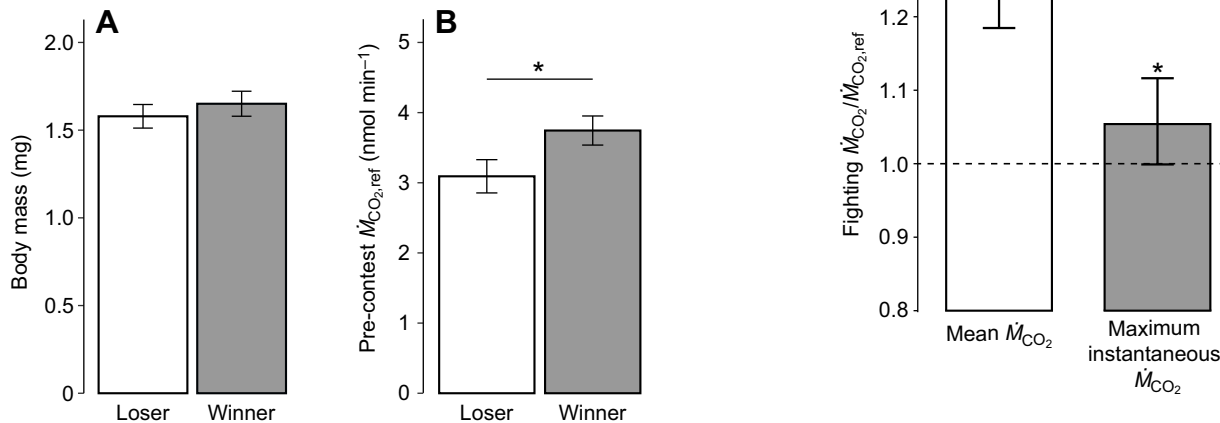 A
Body mass (mg)
2.0
1.5
1.0
0.5
0
Loser Winner
B
Pre-contest ṀCO2,ref (nmol min−1)
5
4
3
2
1
0
*
Loser Winner
Fighting ṀCO2/ṀCO2,ref
1.2
1.1
1.0
0.9
0.8
*
Mean ṀCO2
Maximum
instantaneous
ṀCO2